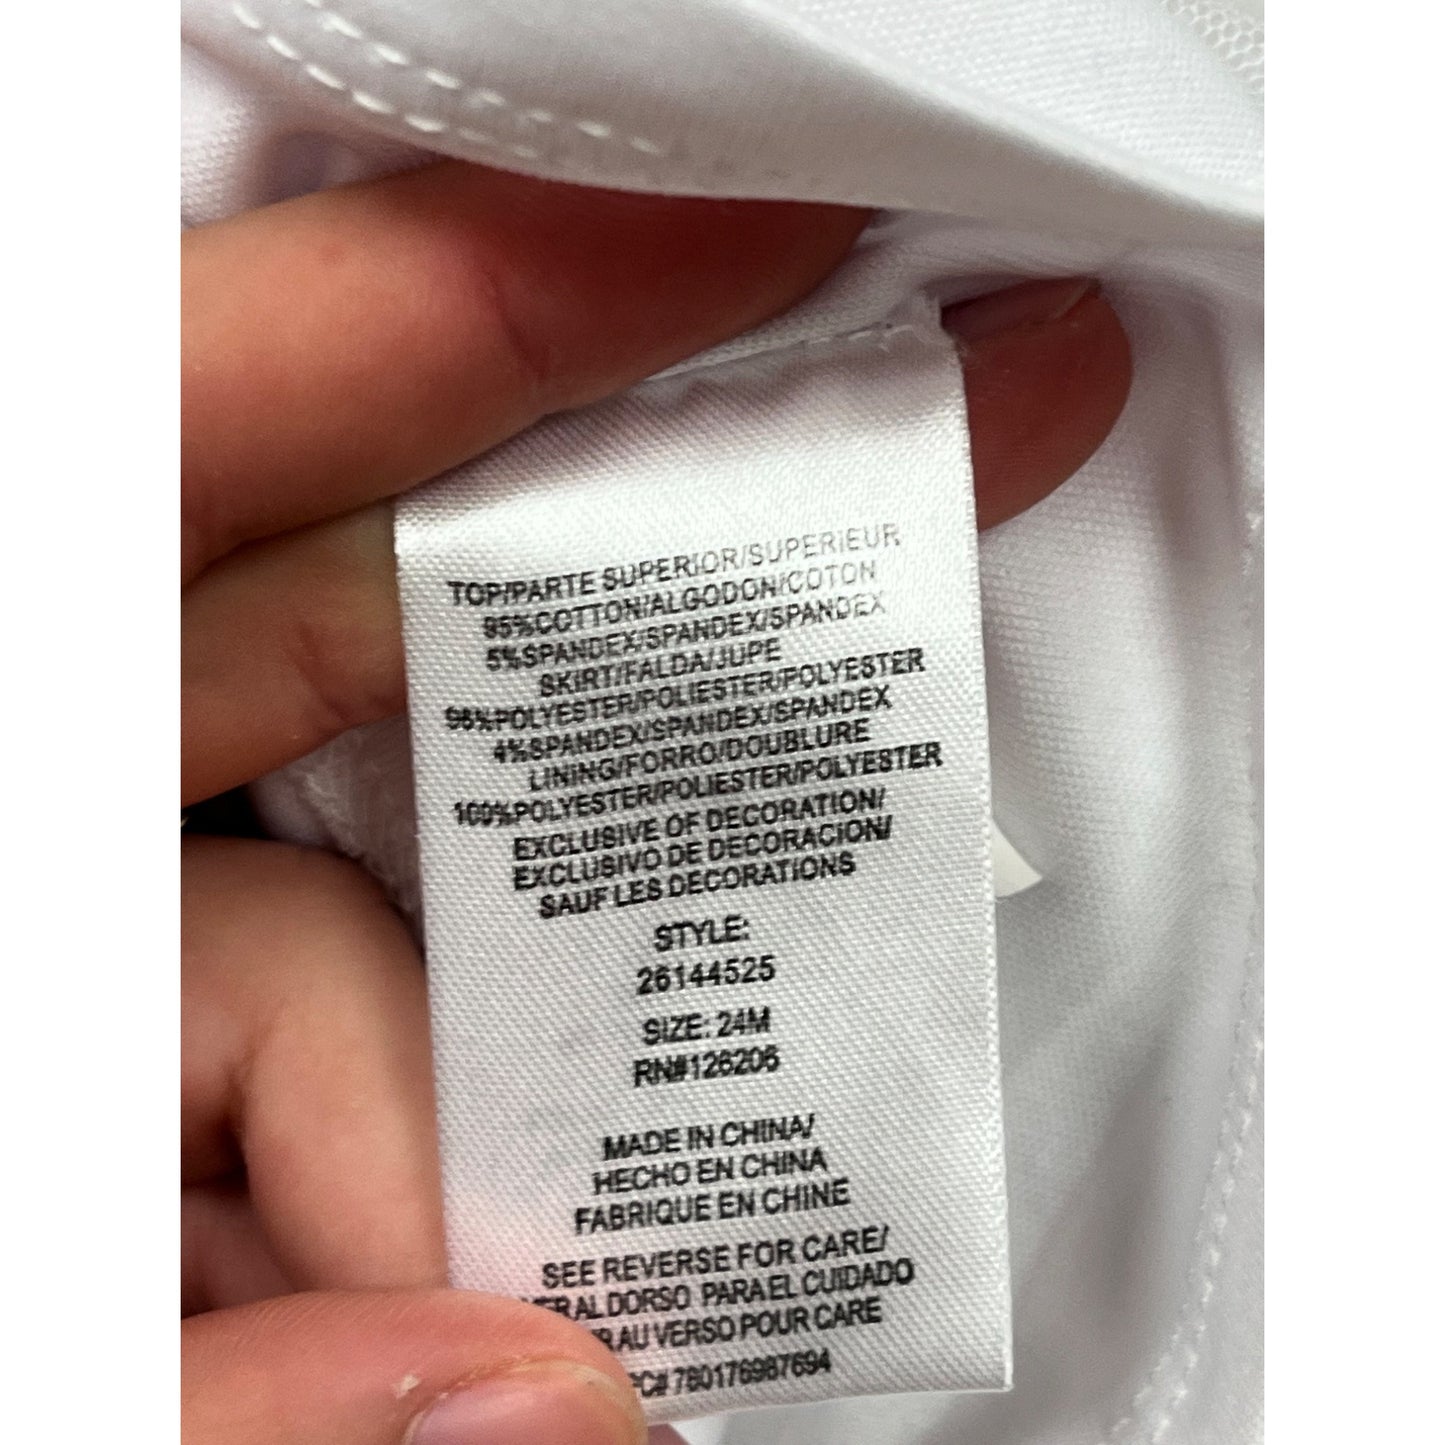 TOP/PARTE SUPERIOR/SUPERIEUR
95%COTTON/ALGODON/COTON
5%SPANDEX/SPANDEX/SPANDEX
SKIRT/FALDA/JUPE
96%POLYESTER/POLIESTER/POLYESTER
4%SPANDEX/SPANDEX/SPANDEX
LINING/FORRO/DOUBLURE
100%POLYESTER/POLIESTER/POLYESTER
EXCLUSIVE OF DECORATION/
EXCLUSIVO DE DECORACION/
SAUF LES DECORATIONS
STYLE:
26144525
SIZE: 24M
RN#126206
MADE IN CHINA/
HECHO EN CHINA
FABRIQUE EN CHINE
SEE REVERSE FOR CARE/
AL DORSO PARA EL CUIDADO
AU VERSO POUR CARE
780176987694